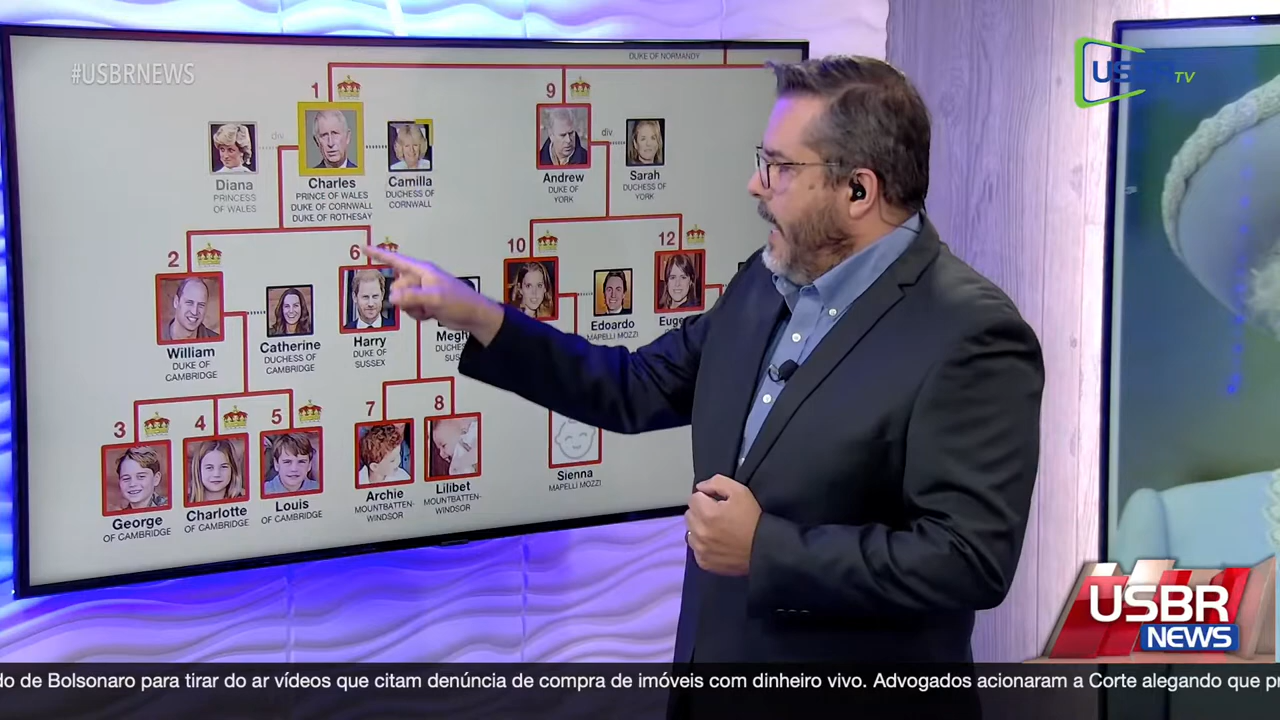 #USBRNEWS
DUKE OF NORMANDY
USBR TV
1
9
div.
div.
Diana
PRINCESS
OF WALES
Charles
PRINCE OF WALES
DUKE OF CORNWALL
DUKE OF ROTHESAY
Camilla
DUCHESS OF
CORNWALL
Andrew
DUKE OF
YORK
Sarah
DUCHESS OF
YORK
2
6
10
12
William
DUKE OF
CAMBRIDGE
Catherine
DUCHESS OF
CAMBRIDGE
Harry
DUKE OF
SUSSEX
Edoardo
MAPELLI MOZZI
3
4
5
7
8
George
OF CAMBRIDGE
Charlotte
OF CAMBRIDGE
Louis
OF CAMBRIDGE
Archie
MOUNTBATTEN-
WINDSOR
Lilibet
MOUNTBATTEN-
WINDSOR
Sienna
MAPELLI MOZZI
USBR
NEWS
do de Bolsonaro para tirar do ar vídeos que citam denúncia de compra de imóveis com dinheiro vivo. Advogados acionaram a Corte alegando que pr